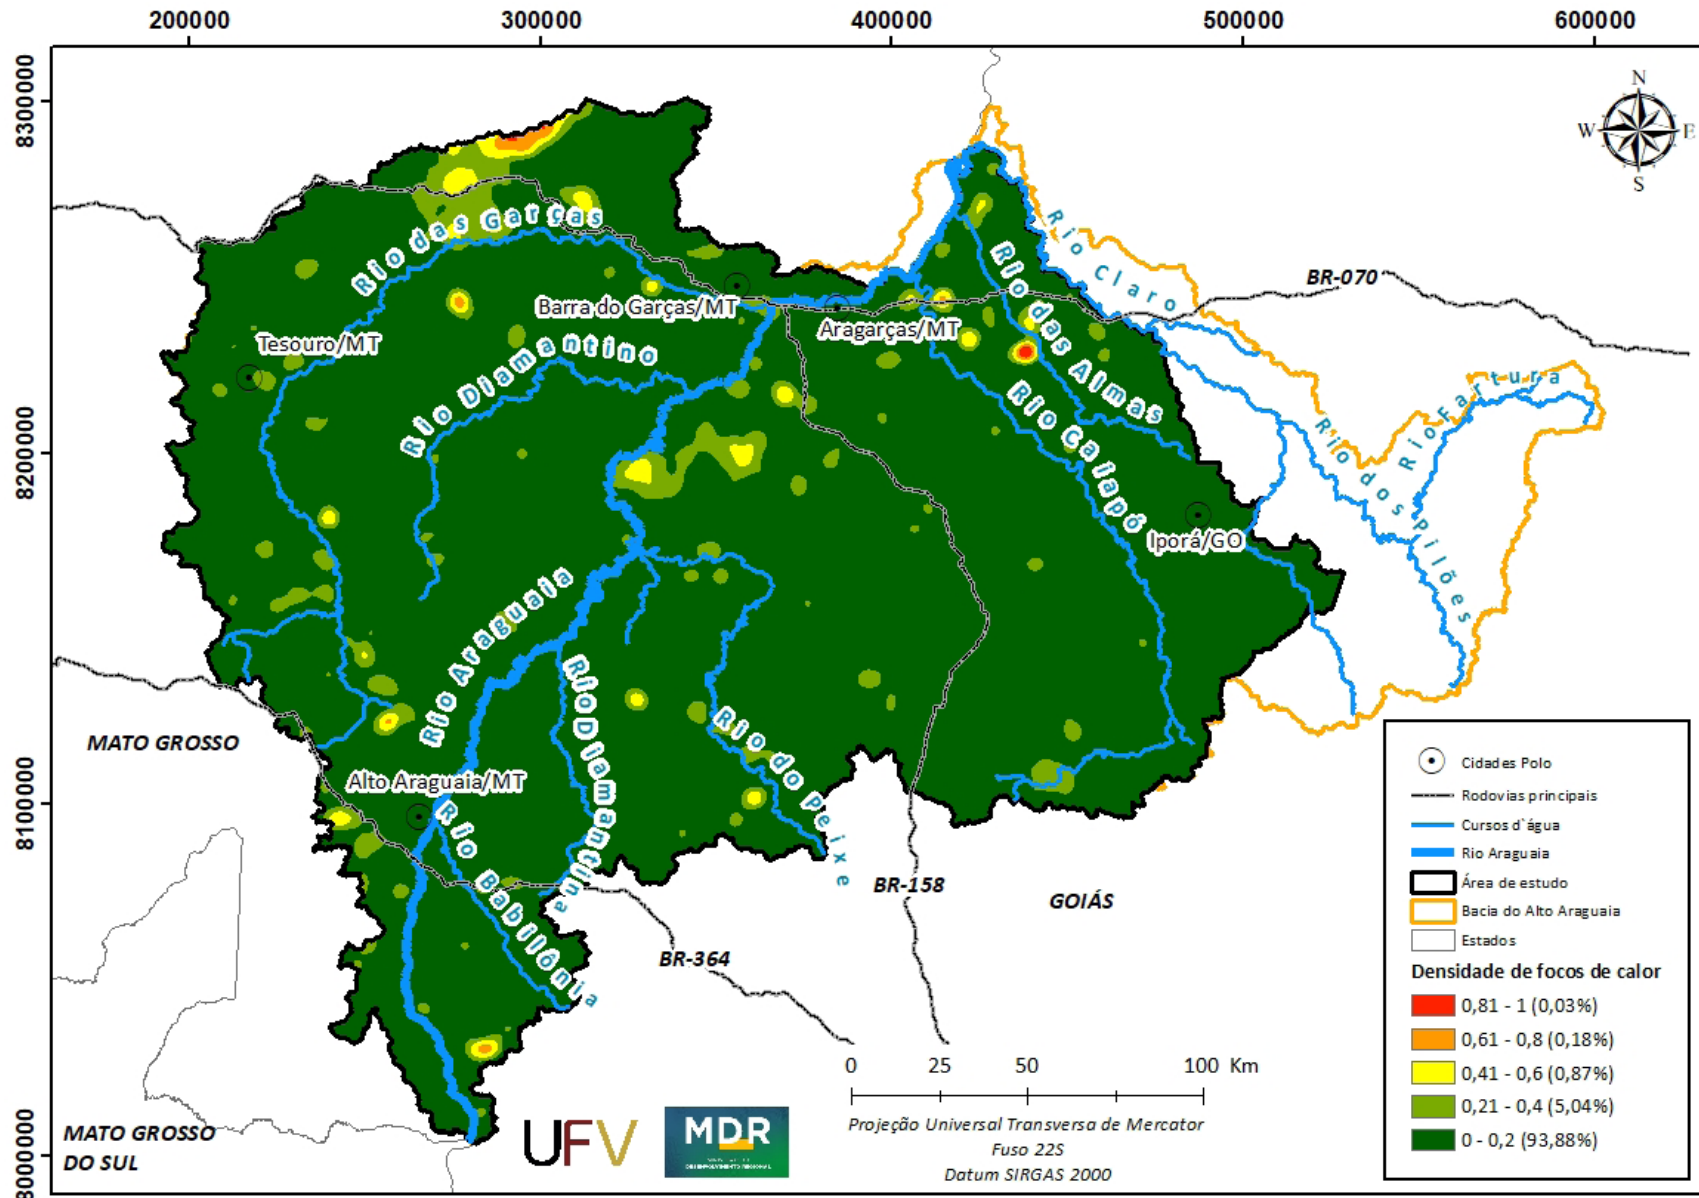 200000 300000 400000 500000 600000
8300000
8200000
8100000
8000000
N
W E
S
Rio das Garças
Rio Claro
BR-070
Barra do Garças/MT
Aragarças/MT
Tesouro/MT
Rio Diamantino
Rio das Almas
Rio Caiapó
Rio Fartura
Rio dos Pilões
Iporá/GO
Rio Araguaia
Rio Diamantina
Rio do Peixe
MATO GROSSO
Alto Araguaia/MT
Rio Babilônia
BR-158
GOIÁS
BR-364
MATO GROSSO
DO SUL
UFV
MDR
DESENVOLVIMENTO REGIONAL
0 25 50 100 Km
Projeção Universal Transversa de Mercator
Fuso 22S
Datum SIRGAS 2000
Cidades Polo
Rodovias principais
Cursos d`água
Rio Araguaia
Área de estudo
Bacia do Alto Araguaia
Estados
Densidade de focos de calor
0,81 - 1 (0,03%)
0,61 - 0,8 (0,18%)
0,41 - 0,6 (0,87%)
0,21 - 0,4 (5,04%)
0 - 0,2 (93,88%)